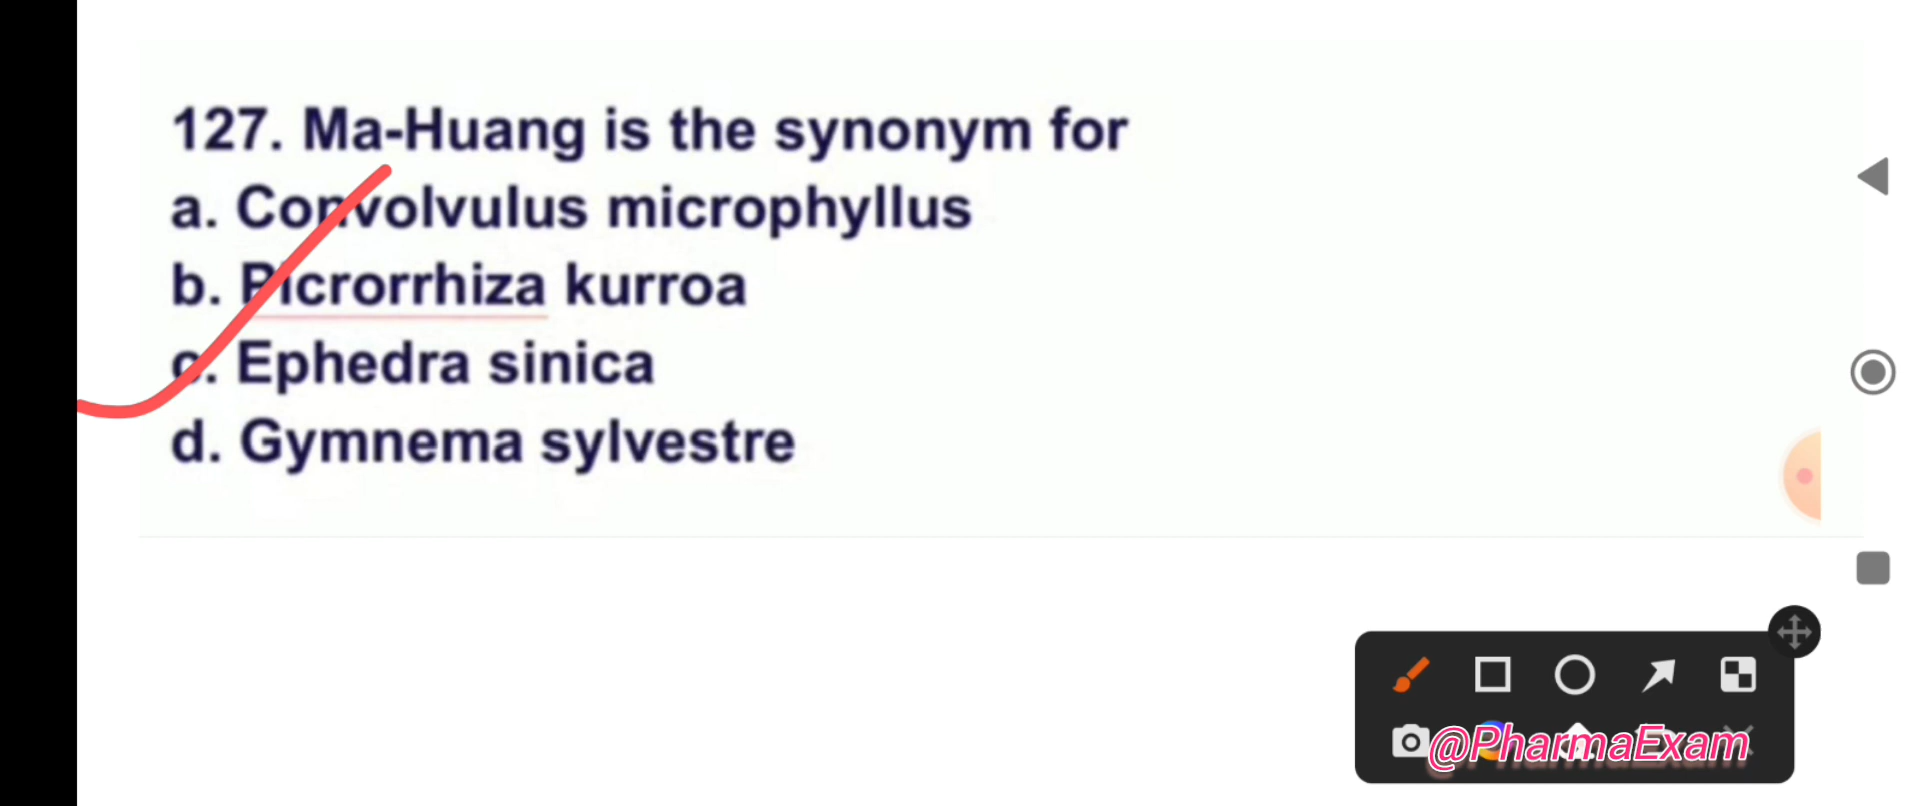 127. Ma-Huang is the synonym for
a. Convolvulus microphyllus
b. Picrorrhiza kurroa
c. Ephedra sinica
d. Gymnema sylvestre
@PharmaExam